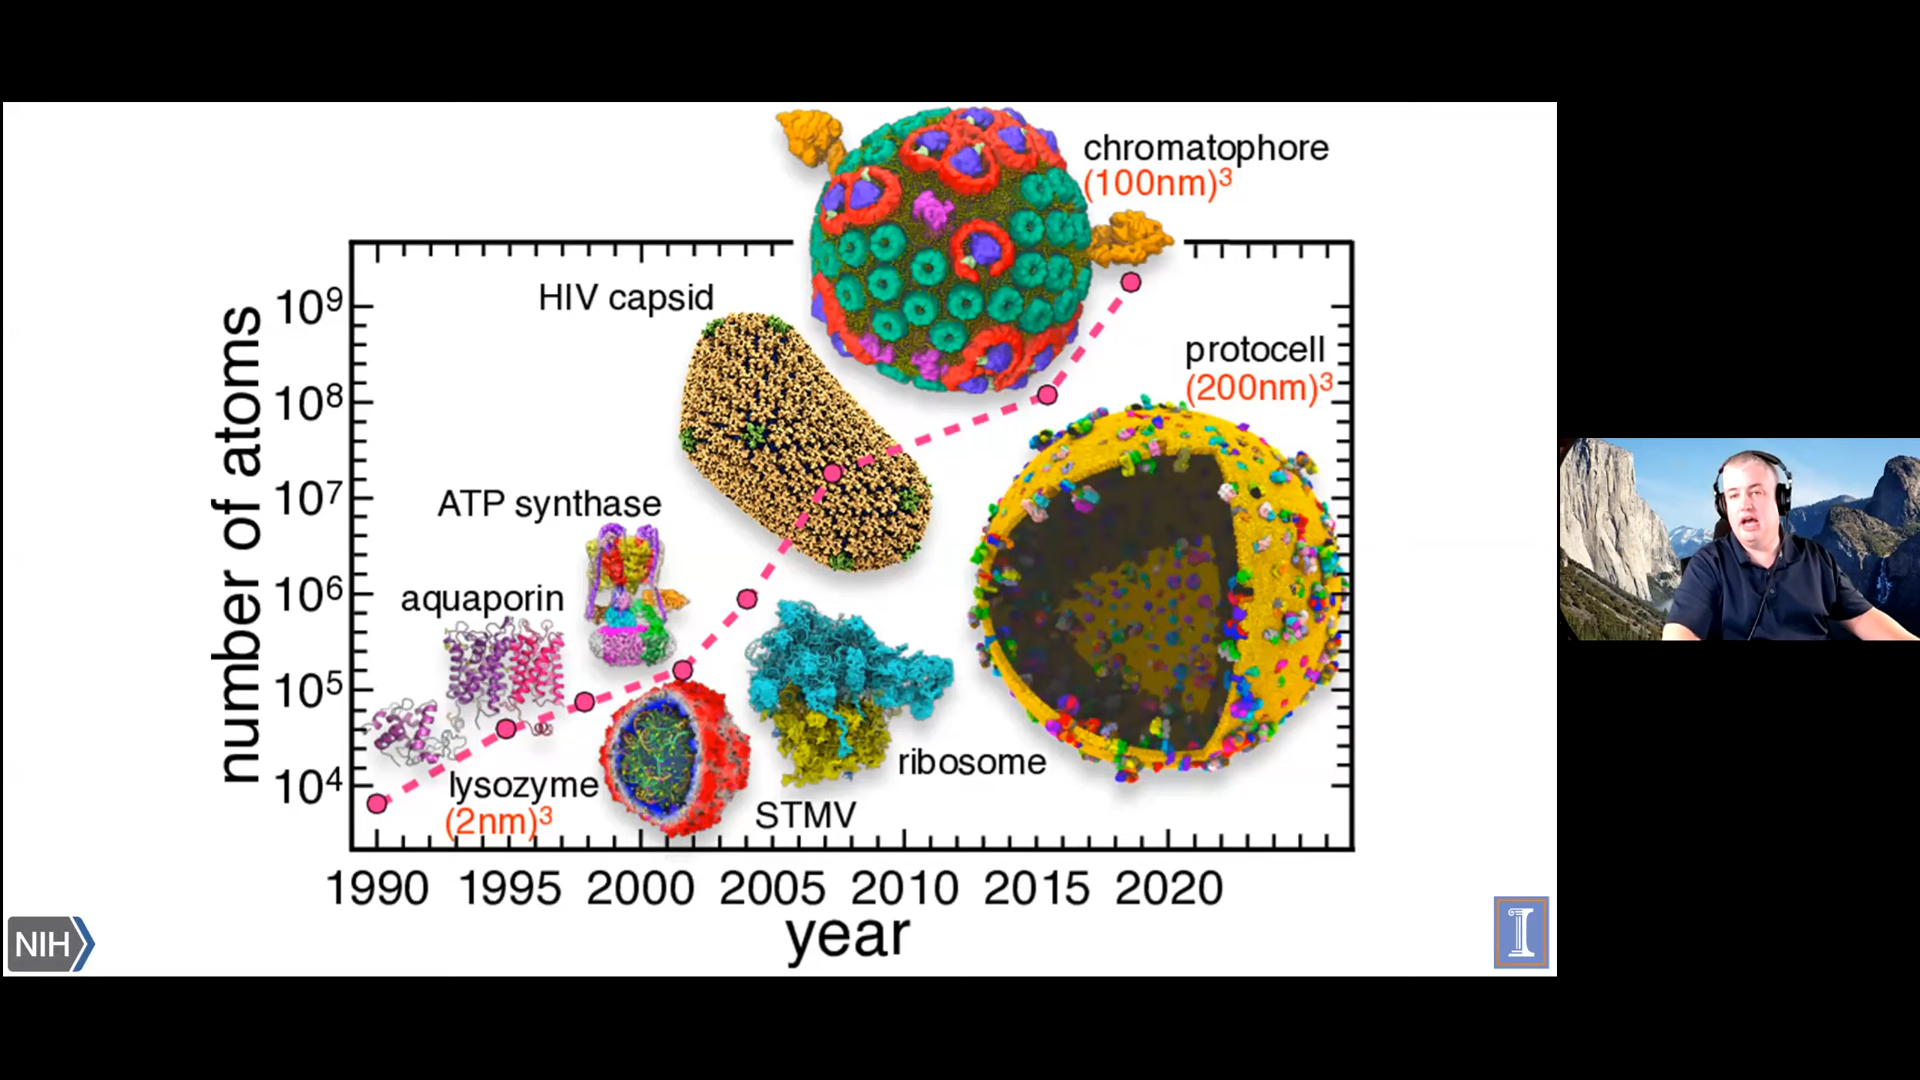 chromatophore
(100nm)³
HIV capsid
protocell
(200nm)³
ATP synthase
aquaporin
lysozyme
(2nm)³
STMV
ribosome
number of atoms
10⁹
10⁸
10⁷
10⁶
10⁵
10⁴
1990 1995 2000 2005 2010 2015 2020
year
NIH
I